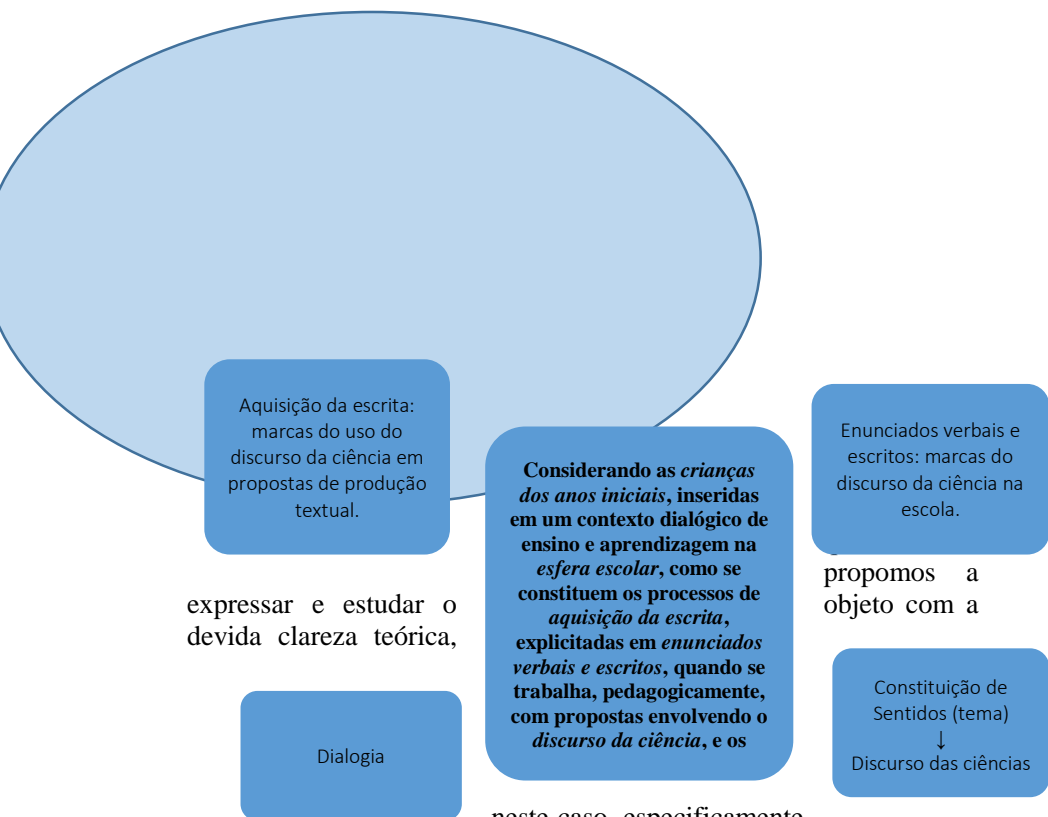 Aquisição da escrita:
marcas do uso do
discurso da ciência em
propostas de produção
textual.
Considerando as crianças
dos anos iniciais, inseridas
em um contexto dialógico de
ensino e aprendizagem na
esfera escolar, como se
constituem os processos de
aquisição da escrita,
explicitadas em enunciados
verbais e escritos, quando se
trabalha, pedagogicamente,
com propostas envolvendo o
discurso da ciência, e os
Enunciados verbais e
escritos: marcas do
discurso da ciência na
escola.
propomos a
expressar e estudar o objeto com a
devida clareza teórica,
Dialogia
Constituição de
Sentidos (tema)
↓
Discurso das ciências